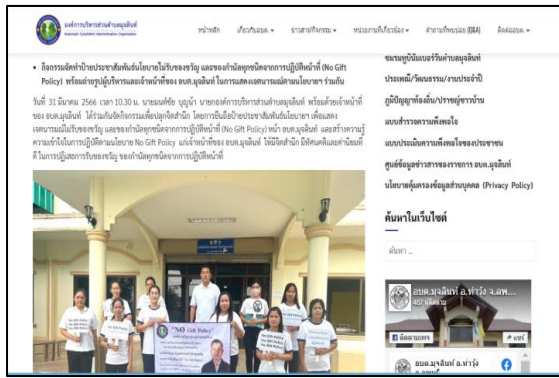 องค์การบริหารส่วนตำบลมุจลินท์
Mutchalin Subdistrict Administrative Organization
หน้าหลัก
เกี่ยวกับอบต.
ข่าวสาร/กิจกรรม
หน่วยงานที่เกี่ยวข้อง
คำถามที่พบบ่อย (Q&A)
ติดต่ออบต.
กิจกรรมจัดทำป้ายประชาสัมพันธ์นโยบายไม่รับของขวัญ และของกำนัลทุกชนิดจากการปฏิบัติหน้าที่ (No Gift
Policy) พร้อมถ่ายรูปผู้บริหารและเจ้าหน้าที่ของ อบต.มุจลินท์ ในการแสดงเจตนารมณ์ตามนโยบายฯ ร่วมกัน
วันที่ 31 มีนาคม 2566 เวลา 10.30 น. นายมนต์ชัย บุญนำ นายกองค์การบริหารส่วนตำบลมุจลินท์ พร้อมด้วยเจ้าหน้าที่
ของ อบต.มุจลินท์ ได้ร่วมกันจัดกิจกรรมเพื่อปลุกจิตสำนึก โดยการยืนถือป้ายประชาสัมพันธ์นโยบายฯ เพื่อแสดง
เจตนารมณ์ไม่รับของขวัญ และของกำนัลทุกชนิดจากการปฏิบัติหน้าที่ (No Gift Policy) หน้า อบต.มุจลินท์ และสร้างความรู้
ความเข้าใจในการปฏิบัติตามนโยบาย No Gift Policy แก่เจ้าหน้าที่ของ อบต.มุจลินท์ ให้มีจิตสำนึก มีทัศนคติและค่านิยมที่
ดี ในการปฏิเสธการรับของขวัญ ของกำนัลทุกชนิดจากการปฏิบัติหน้าที่
"NO Gift Policy"
ชมรมทูบีนัมเบอร์วันตำบลมุจลินท์
ประเพณี/วัฒนธรรม/งานประจำปี
ภูมิปัญญาท้องถิ่น/ปราชญ์ชาวบ้าน
แบบสำรวจความพึงพอใจ
แบบประเมินความพึงพอใจของประชาชน
ศูนย์ข้อมูลข่าวสารของราชการ อบต.มุจลินท์
นโยบายคุ้มครองข้อมูลส่วนบุคคล (Privacy Policy)
ค้นหาในเว็บไซต์
ค้นหา ...
อบต.มุจลินท์ อ.ท่าวุ้ง จ.ลพ...
ติดตามเพจ
แชร์
อบต.มุจลินท์ อ.ท่าวุ้ง